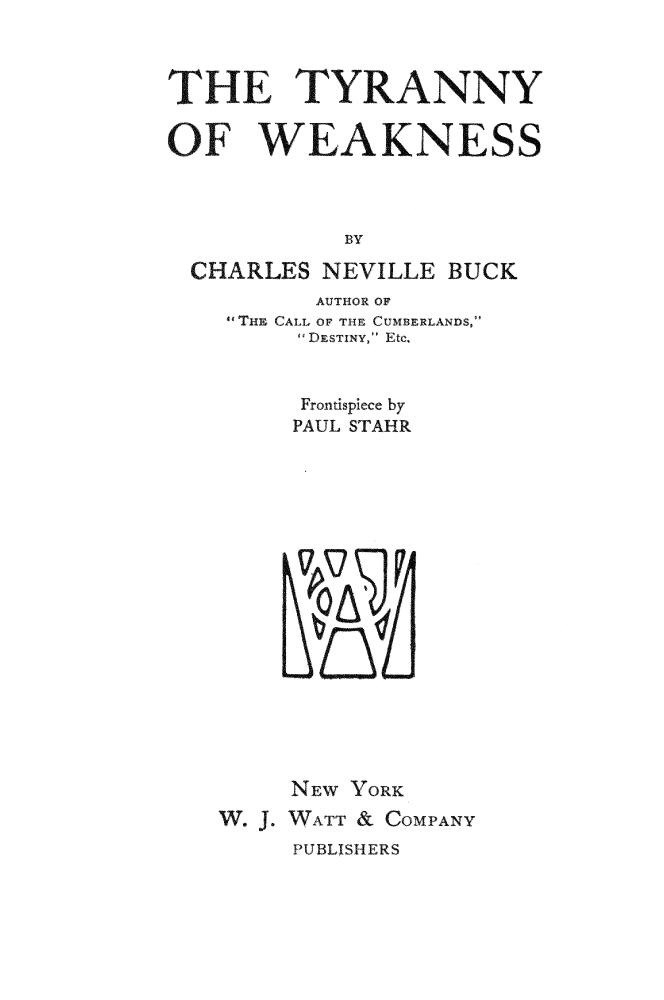 THE TYRANNY
OF WEAKNESS
BY
CHARLES NEVILLE BUCK
AUTHOR OF
"THE CALL OF THE CUMBERLANDS,"
"DESTINY," Etc.
Frontispiece by
PAUL STAHR
NEW YORK
W. J. WATT & COMPANY
PUBLISHERS